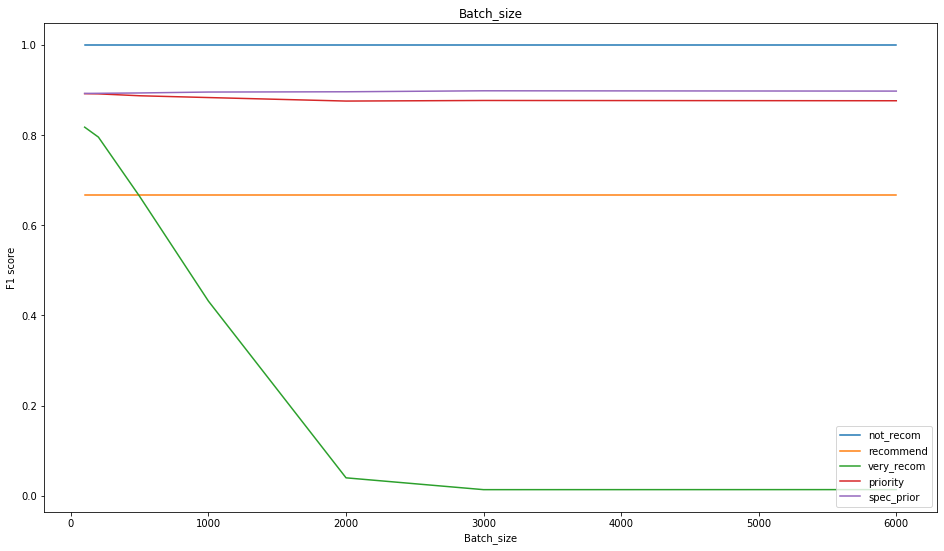 Batch_size
F1 score
1.0
0.8
0.6
0.4
0.2
0.0
0 1000 2000 3000 4000 5000 6000
Batch_size
not_recom
recommend
very_recom
priority
spec_prior